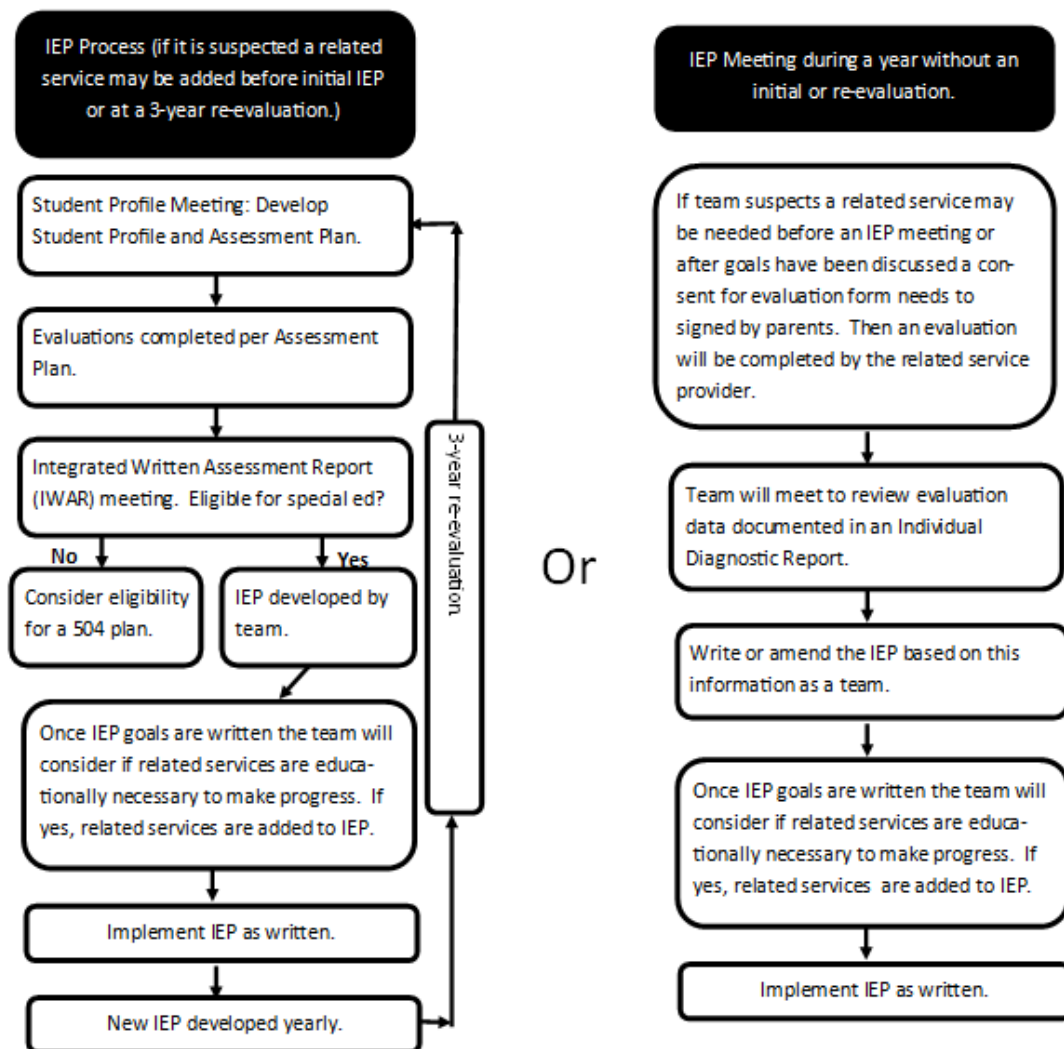 IEP Process (if it is suspected a related
service may be added before initial IEP
or at a 3-year re-evaluation.)
Student Profile Meeting: Develop
Student Profile and Assessment Plan.
Evaluations completed per Assessment
Plan.
Integrated Written Assessment Report
(IWAR) meeting.  Eligible for special ed?
No
Yes
Consider eligibility
for a 504 plan.
IEP developed by
team.
Once IEP goals are written the team will
consider if related services are educa-
tionally necessary to make progress.  If
yes, related services are added to IEP.
Implement IEP as written.
New IEP developed yearly.
3-year re-evaluation
Or
IEP Meeting during a year without an
initial or re-evaluation.
If team suspects a related service may
be needed before an IEP meeting or
after goals have been discussed a con-
sent for evaluation form needs to
signed by parents.  Then an evaluation
will be completed by the related service
provider.
Team will meet to review evaluation
data documented in an Individual
Diagnostic Report.
Write or amend the IEP based on this
information as a team.
Once IEP goals are written the team will
consider if related services are educa-
tionally necessary to make progress.  If
yes, related services  are added to IEP.
Implement IEP as written.